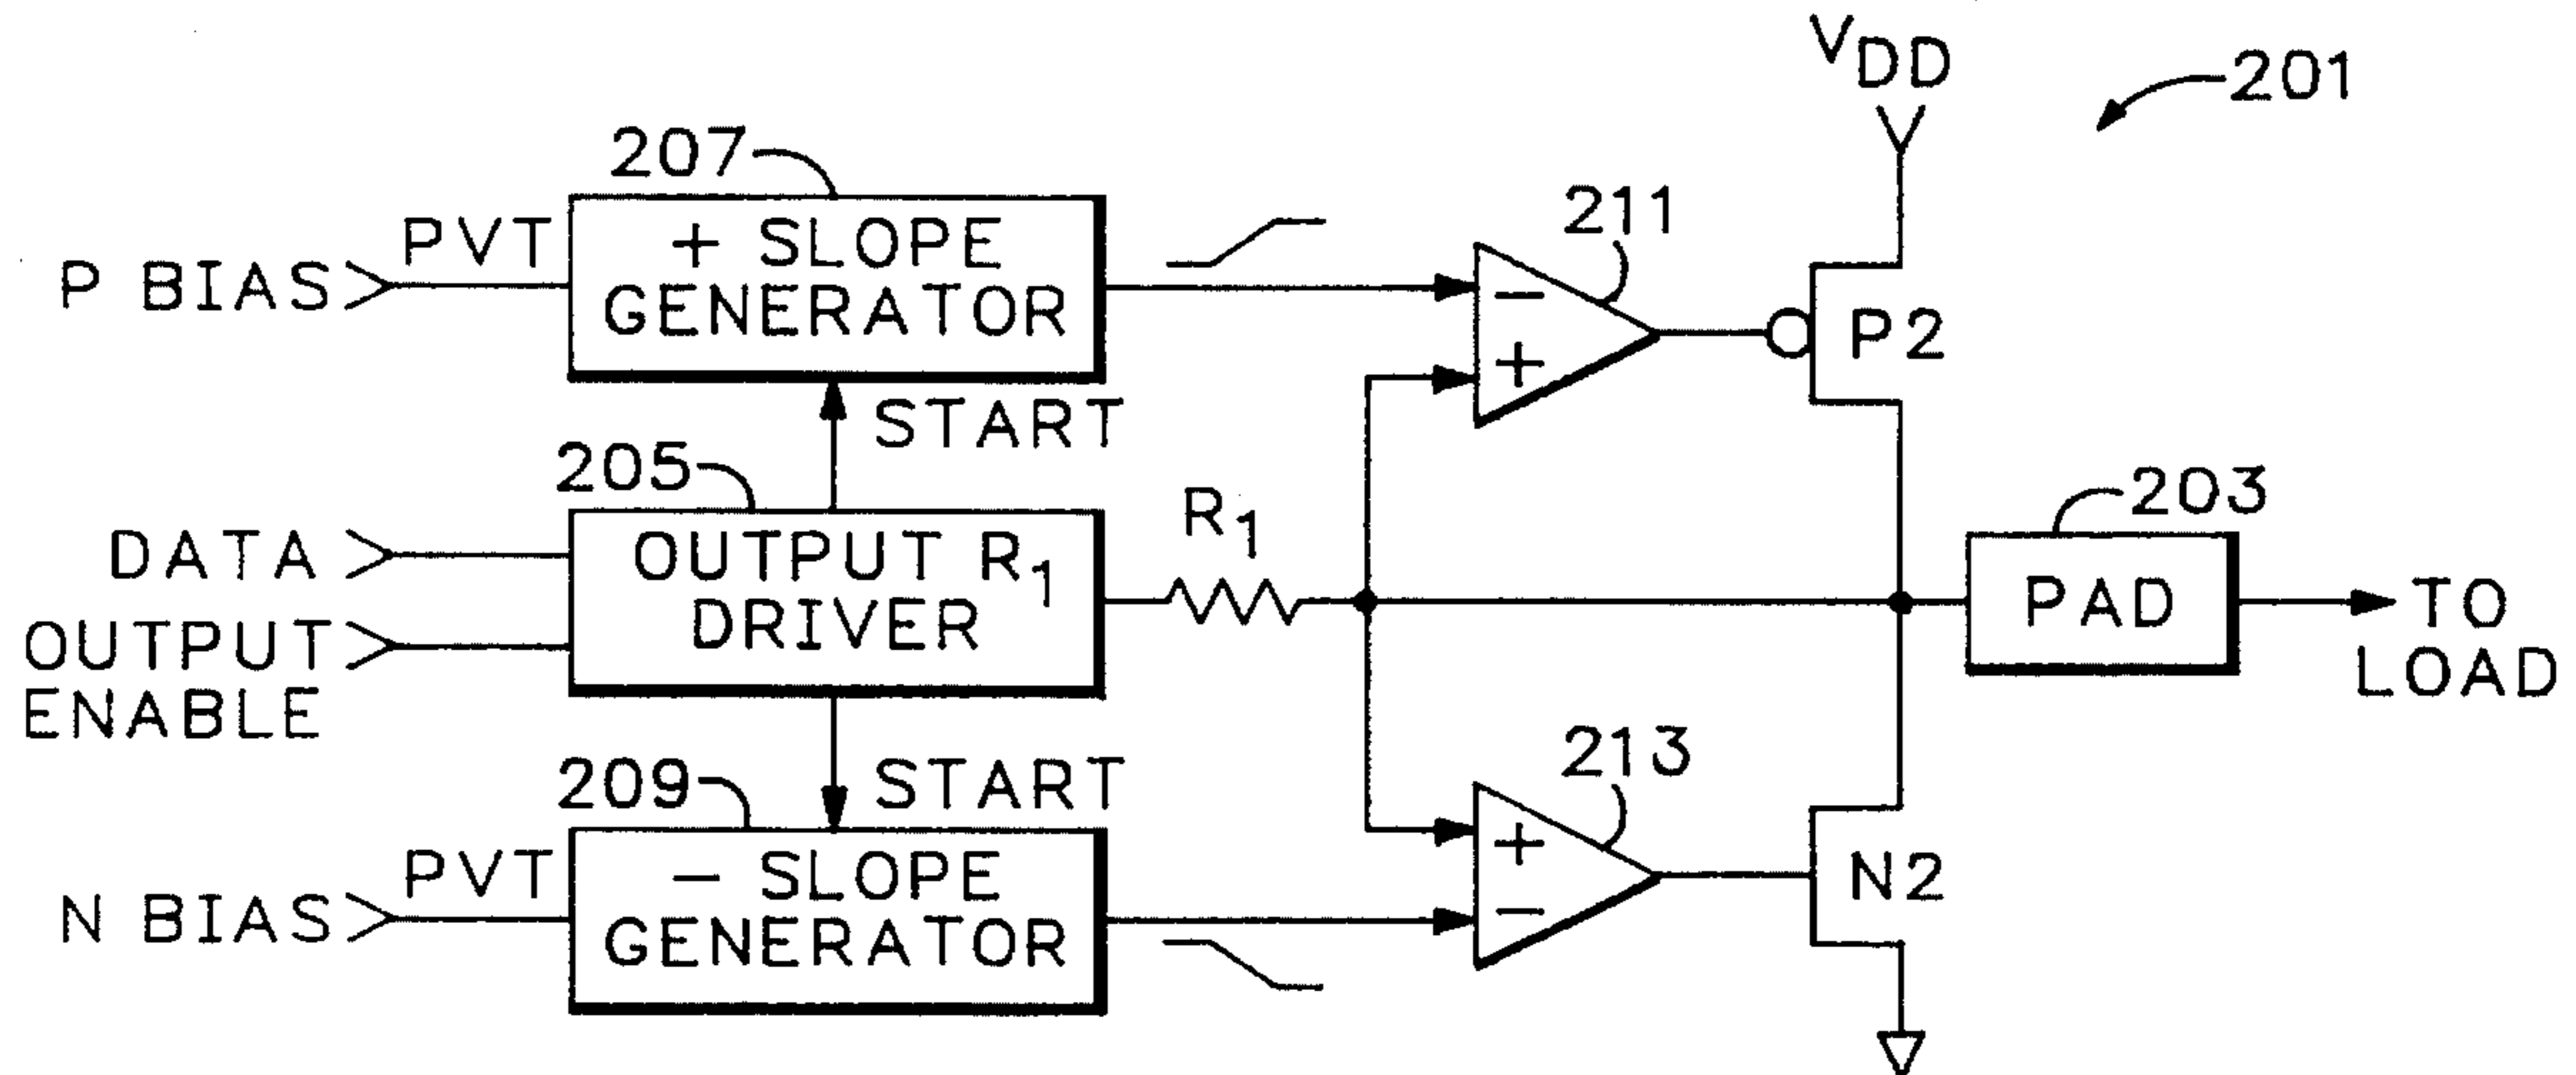 V_DD
201
207
211
PVT
P BIAS
+ SLOPE
GENERATOR
−
+
P2
START
205
R₁
203
DATA
OUTPUT R₁
DRIVER
PAD
TO
LOAD
OUTPUT
ENABLE
209
START
213
PVT
N BIAS
− SLOPE
GENERATOR
+
−
N2